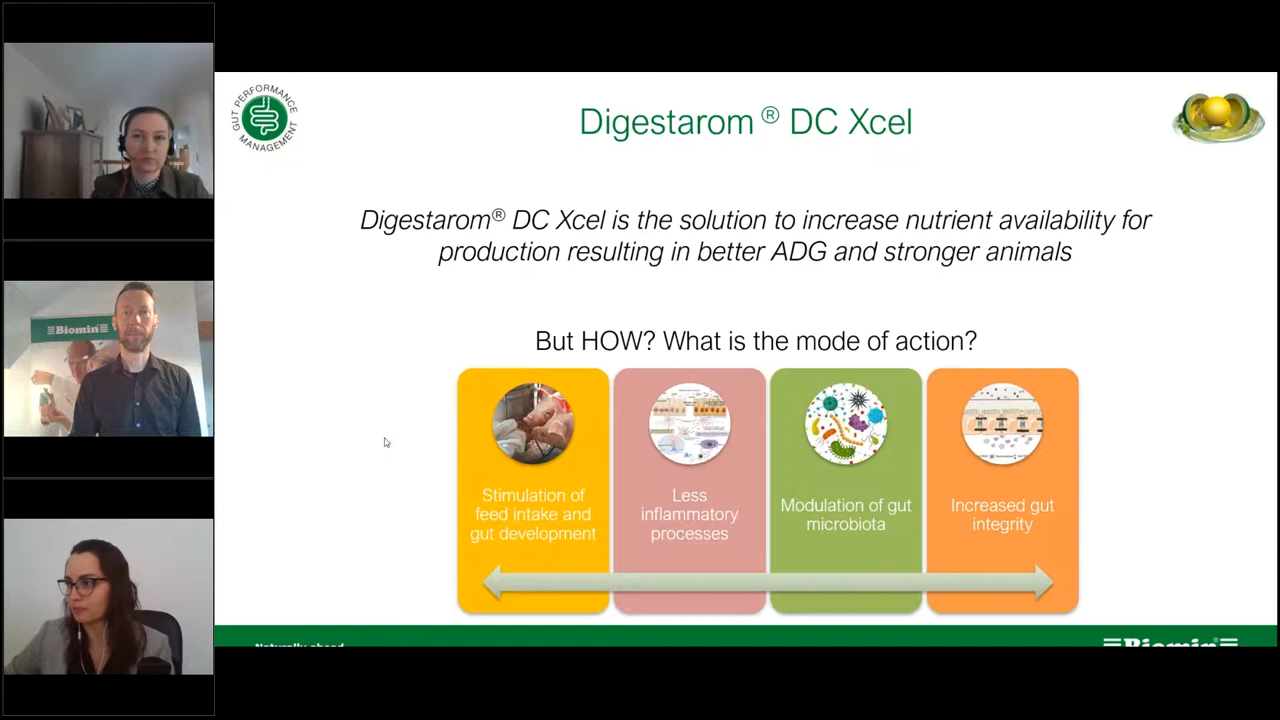 GUT PERFORMANCE
MANAGEMENT
Digestarom® DC Xcel
Digestarom® DC Xcel is the solution to increase nutrient availability for
production resulting in better ADG and stronger animals
But HOW? What is the mode of action?
Stimulation of
feed intake and
gut development
Less
inflammatory
processes
Modulation of gut
microbiota
Increased gut
integrity
Biomin
Naturally ahead
Biomin®